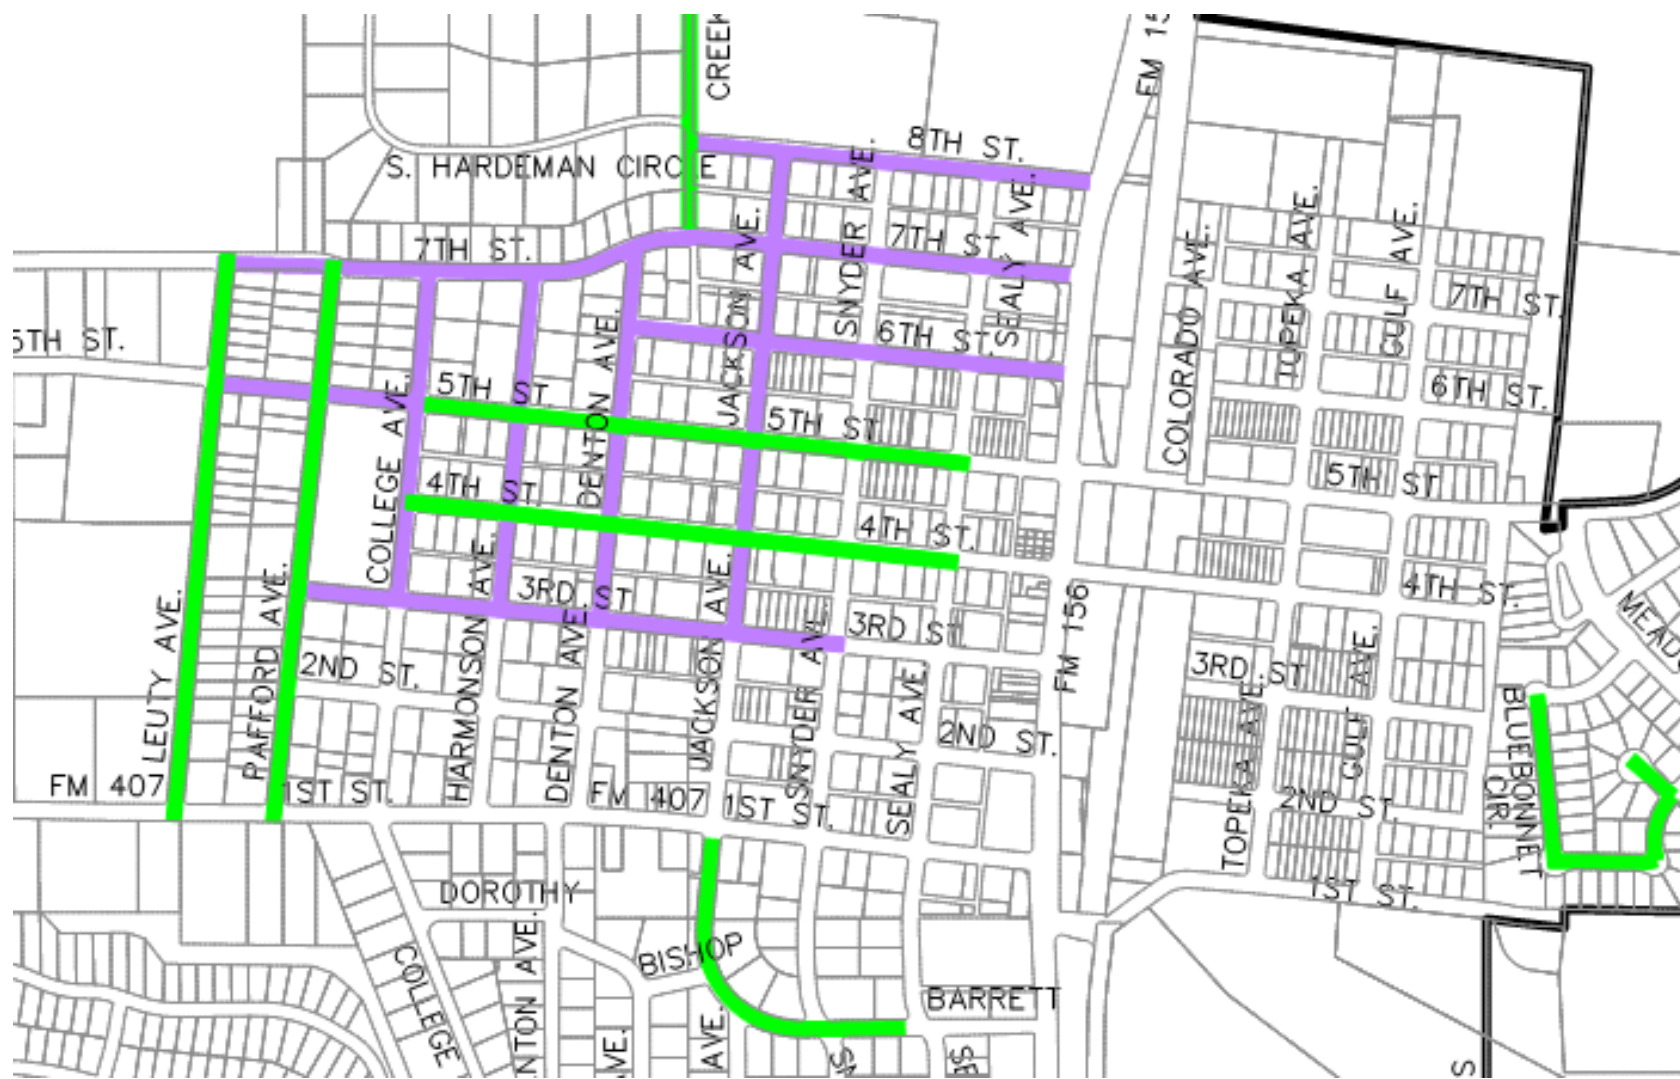 CREEK
FM 15
8TH ST.
S. HARDEMAN CIRCLE
SNYDER AVE.
SEALY AVE.
JACKSON AVE.
7TH ST.
7TH ST.
COLORADO AVE.
TOPEKA AVE.
GULF AVE.
7TH ST.
5TH ST.
DENTON AVE.
6TH ST.
6TH ST.
COLLEGE AVE.
5TH ST.
5TH ST.
5TH ST.
4TH ST.
4TH ST.
4TH ST.
LEUTY AVE.
PAFFORD AVE.
HARMONSON AVE.
3RD ST.
DENTON AVE.
JACKSON AVE.
SNYDER AVE.
3RD ST.
SEALY AVE.
FM 156
3RD ST.
TOPEKA AVE.
GULF AVE.
MEAD
2ND ST.
2ND ST.
BLUEBONNET CIR.
FM 407
1ST ST.
FM 407
1ST ST.
2ND ST.
1ST ST.
DOROTHY
BISHOP
BARRETT
COLLEGE
ENTON AVE.
AVE.
AVE.
SN
SE
S